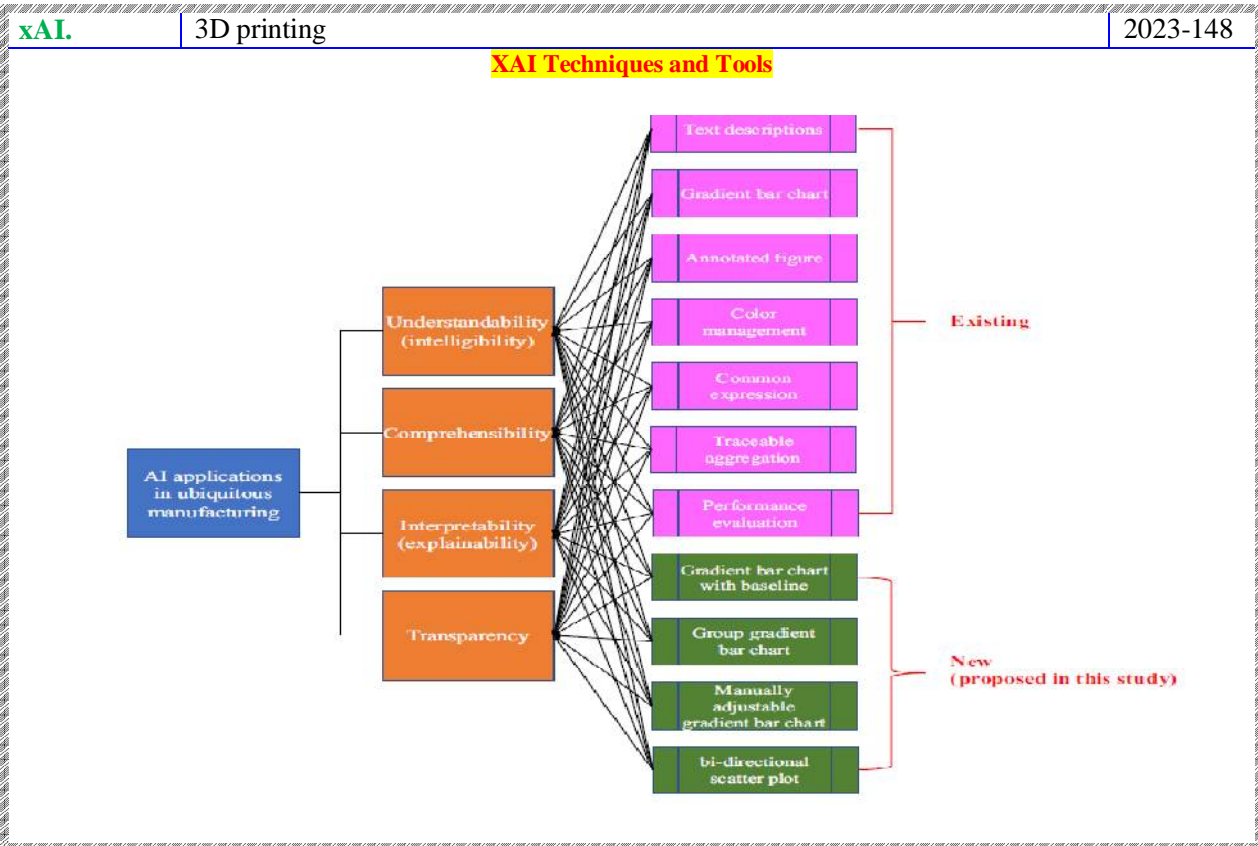 xAI.
3D printing
2023-148
XAI Techniques and Tools
AI applications
in ubiquitous
manufacturing
Understandability
(intelligibility)
Comprehensibility
Interpretability
(explainability)
Transparency
Text descriptions
Gradient bar chart
Annotated figure
Color
management
Common
expression
Traceable
aggregation
Performance
evaluation
Gradient bar chart
with baseline
Group gradient
bar chart
Manually
adjustable
gradient bar chart
bi-directional
scatter plot
Existing
New
(proposed in this study)